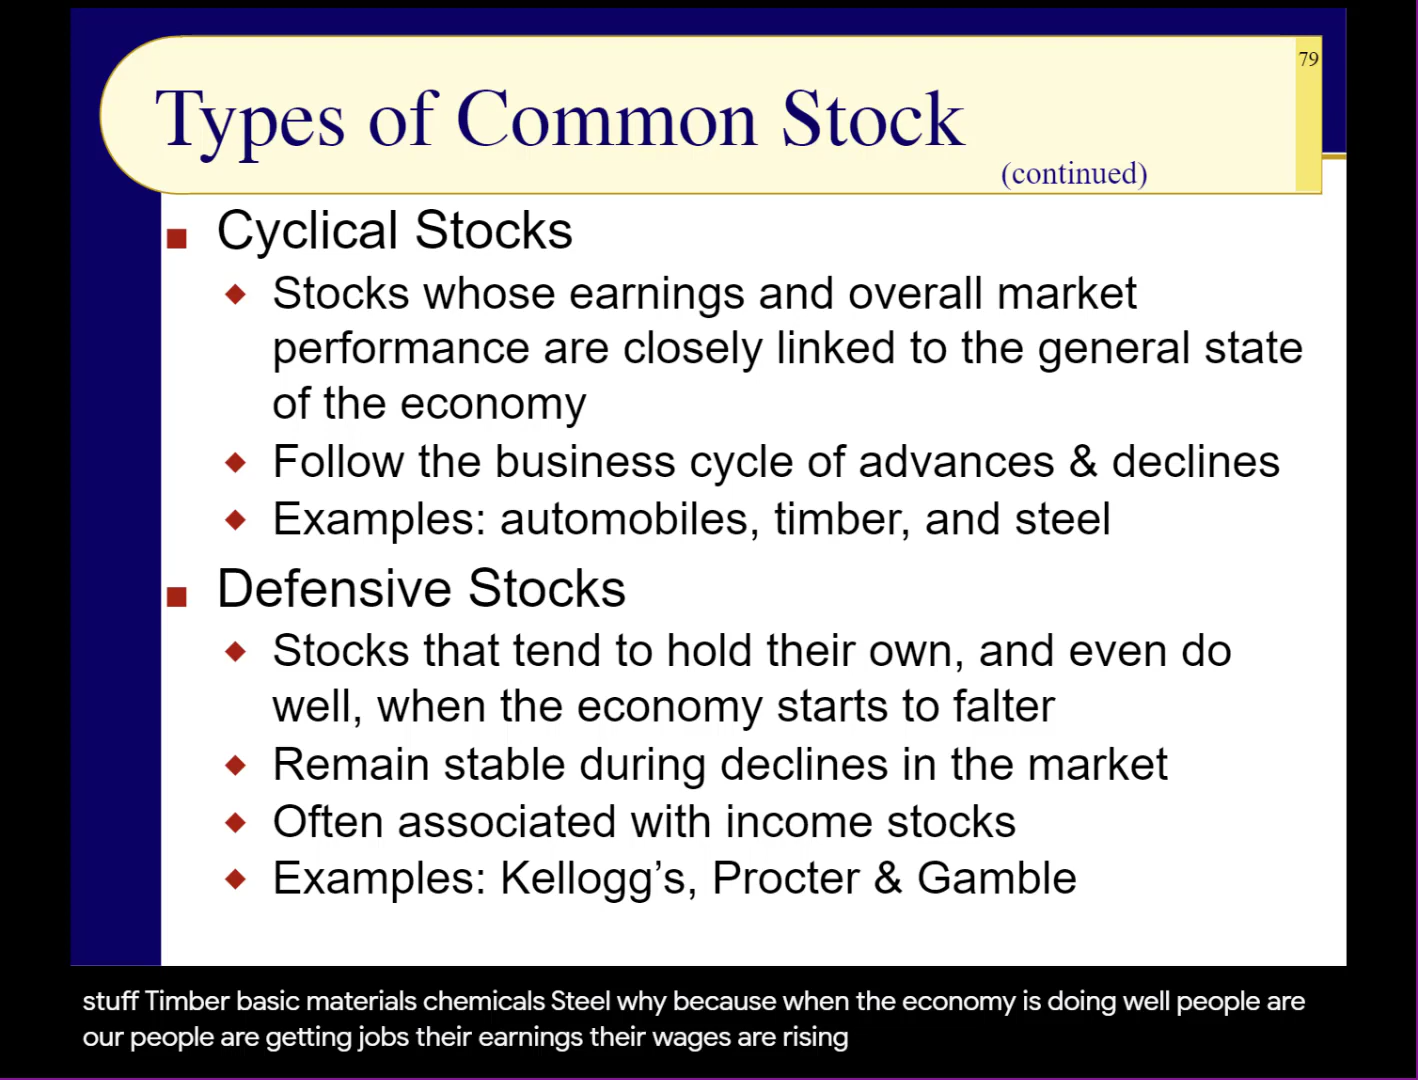 79
Types of Common Stock
(continued)
Cyclical Stocks
Stocks whose earnings and overall market
performance are closely linked to the general state
of the economy
Follow the business cycle of advances & declines
Examples: automobiles, timber, and steel
Defensive Stocks
Stocks that tend to hold their own, and even do
well, when the economy starts to falter
Remain stable during declines in the market
Often associated with income stocks
Examples: Kellogg’s, Procter & Gamble
stuff Timber basic materials chemicals Steel why because when the economy is doing well people are
our people are getting jobs their earnings their wages are rising